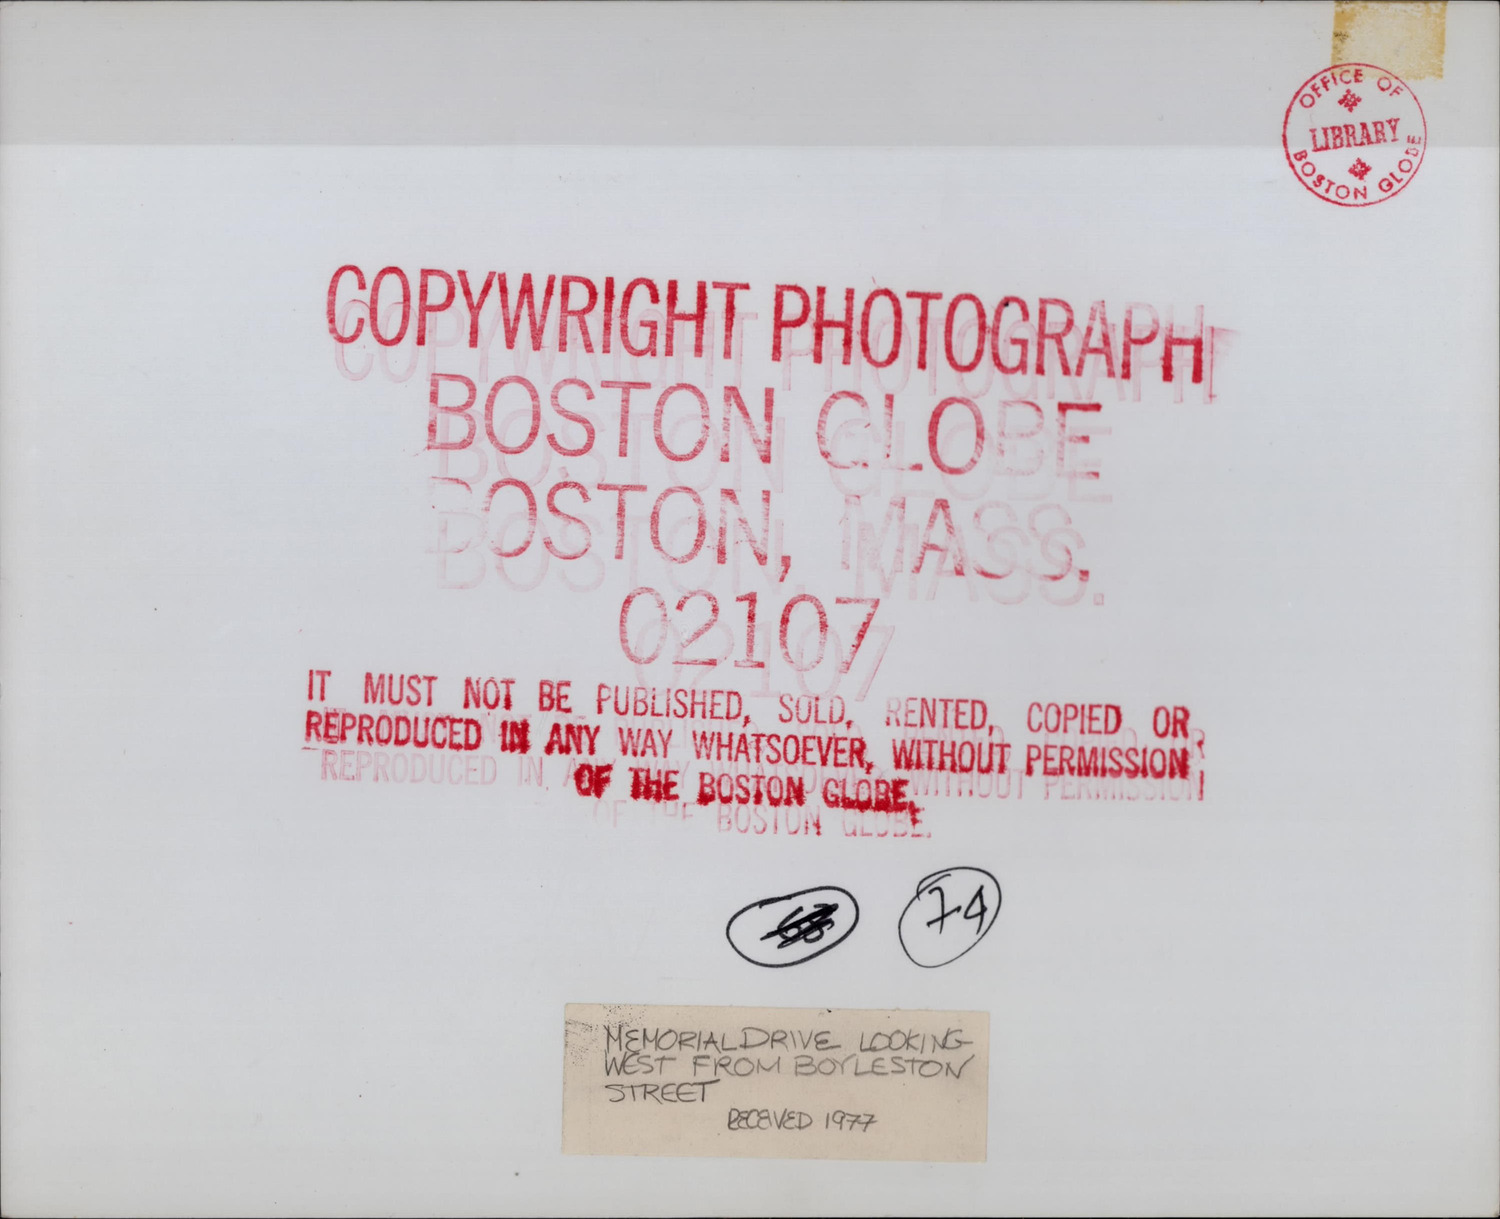 OFFICE OF
LIBRARY
BOSTON GLOBE
COPYWRIGHT PHOTOGRAPH
BOSTON GLOBE
BOSTON, MASS.
02107
IT MUST NOT BE PUBLISHED, SOLD, RENTED, COPIED OR
REPRODUCED IN ANY WAY WHATSOEVER, WITHOUT PERMISSION
OF THE BOSTON GLOBE.
74
MEMORIAL DRIVE LOOKING
WEST FROM BOYLESTON
STREET
RECEIVED 1977